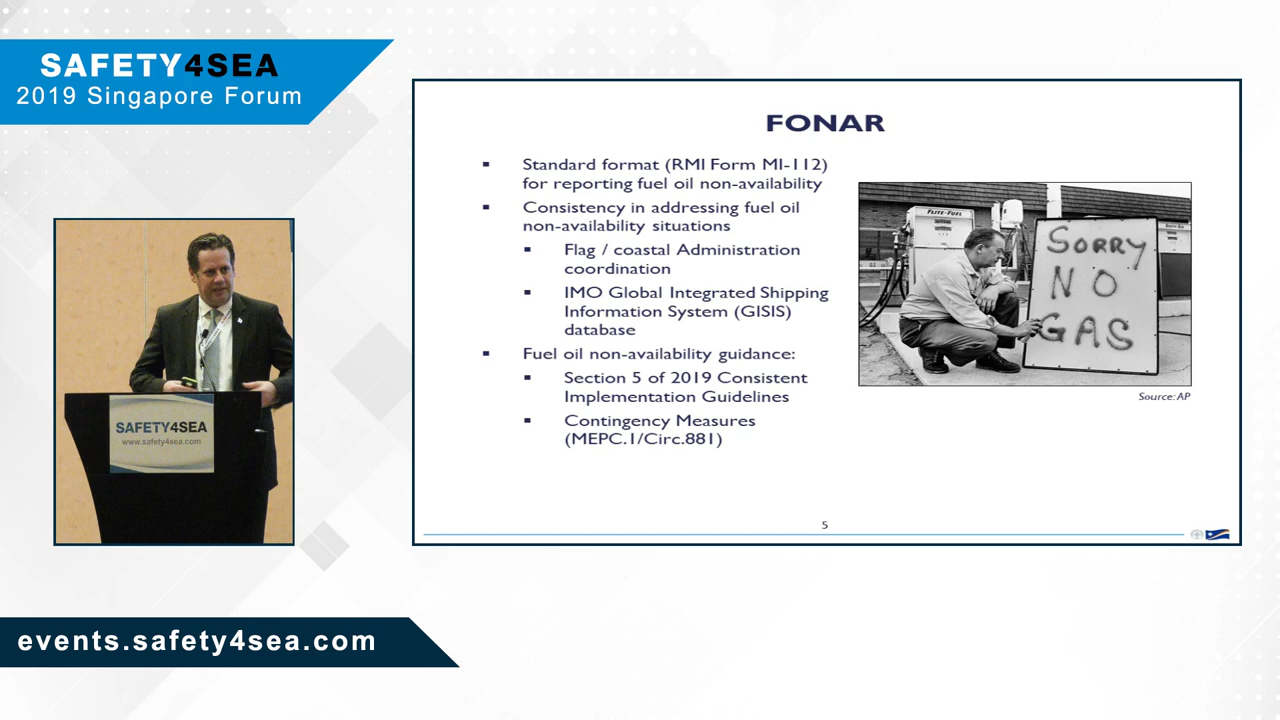 SAFETY4SEA
2019 Singapore Forum
SAFETY4SEA
www.safety4sea.com
events.safety4sea.com
FONAR
▪ Standard format (RMI Form MI-112)
for reporting fuel oil non-availability
▪ Consistency in addressing fuel oil
non-availability situations
▪ Flag / coastal Administration
coordination
▪ IMO Global Integrated Shipping
Information System (GISIS)
database
▪ Fuel oil non-availability guidance:
▪ Section 5 of 2019 Consistent
Implementation Guidelines
▪ Contingency Measures
(MEPC.1/Circ.881)
FLITE-FUEL
SORRY
NO
GAS
Source: AP
5